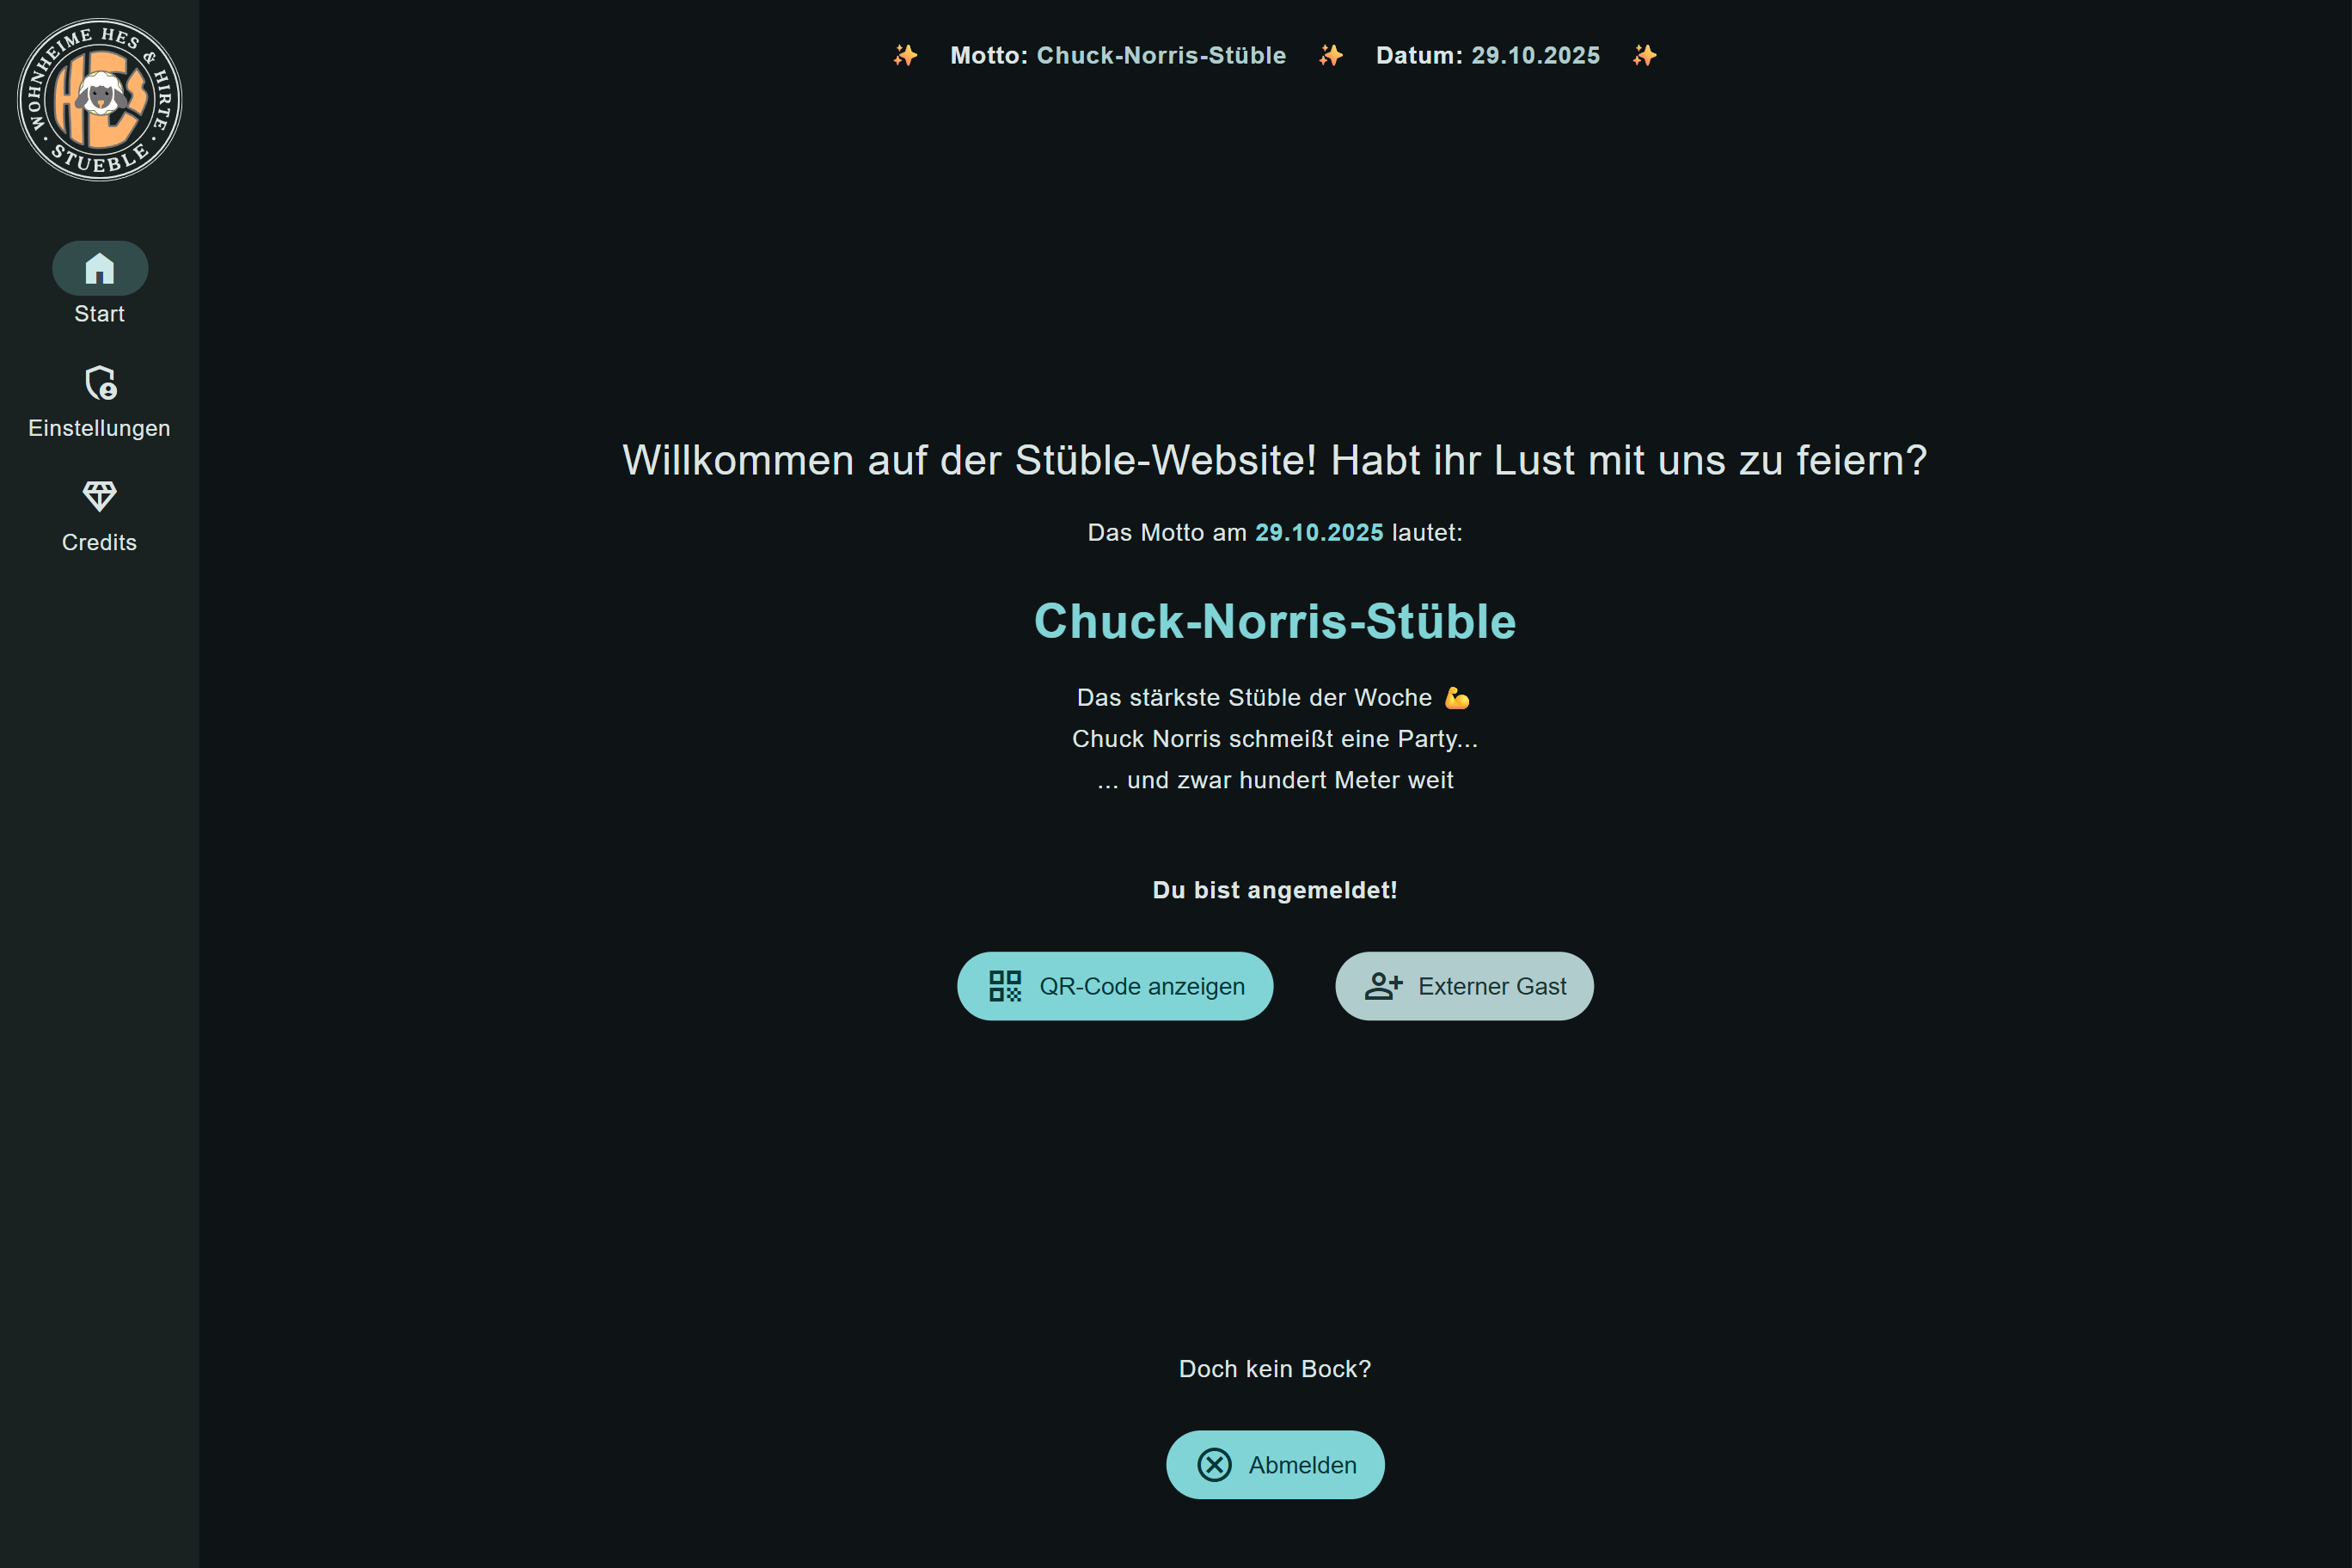 WOHNHEIME HES & HIRTE
HES
STUEBLE
✨ Motto: Chuck-Norris-Stüble ✨ Datum: 29.10.2025 ✨
Start
Einstellungen
Credits
Willkommen auf der Stüble-Website! Habt ihr Lust mit uns zu feiern?
Das Motto am 29.10.2025 lautet:
Chuck-Norris-Stüble
Das stärkste Stüble der Woche 💪
Chuck Norris schmeißt eine Party...
... und zwar hundert Meter weit
Du bist angemeldet!
QR-Code anzeigen
Externer Gast
Doch kein Bock?
Abmelden